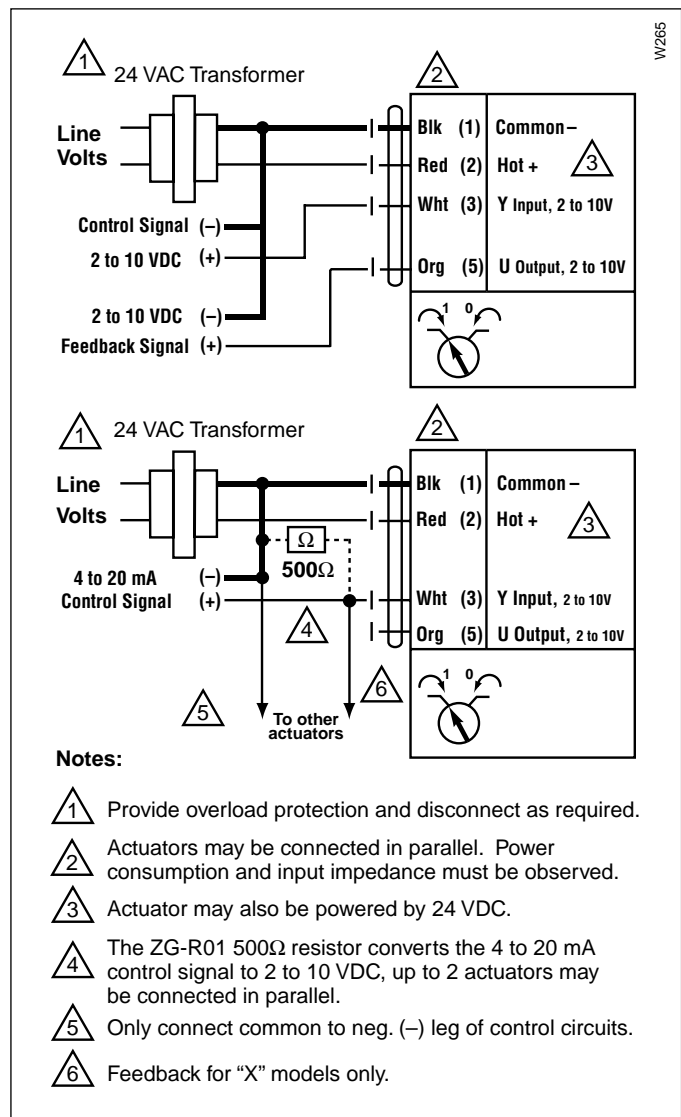 W265
1 24 VAC Transformer
2
Line
Volts
Blk (1) Common –
Red (2) Hot +
3
Wht (3) Y Input, 2 to 10V
Control Signal (–)
2 to 10 VDC (+)
Org (5) U Output, 2 to 10V
2 to 10 VDC (–)
Feedback Signal (+)
1 0
1 24 VAC Transformer
2
Line
Volts
Blk (1) Common –
Red (2) Hot +
3
Ω
500Ω
4 to 20 mA (–)
Control Signal (+)
Wht (3) Y Input, 2 to 10V
4
Org (5) U Output, 2 to 10V
1 0
5
6
To other
actuators
Notes:
1 Provide overload protection and disconnect as required.
2 Actuators may be connected in parallel. Power
consumption and input impedance must be observed.
3 Actuator may also be powered by 24 VDC.
4 The ZG-R01 500Ω resistor converts the 4 to 20 mA
control signal to 2 to 10 VDC, up to 2 actuators may
be connected in parallel.
5 Only connect common to neg. (–) leg of control circuits.
6 Feedback for “X” models only.